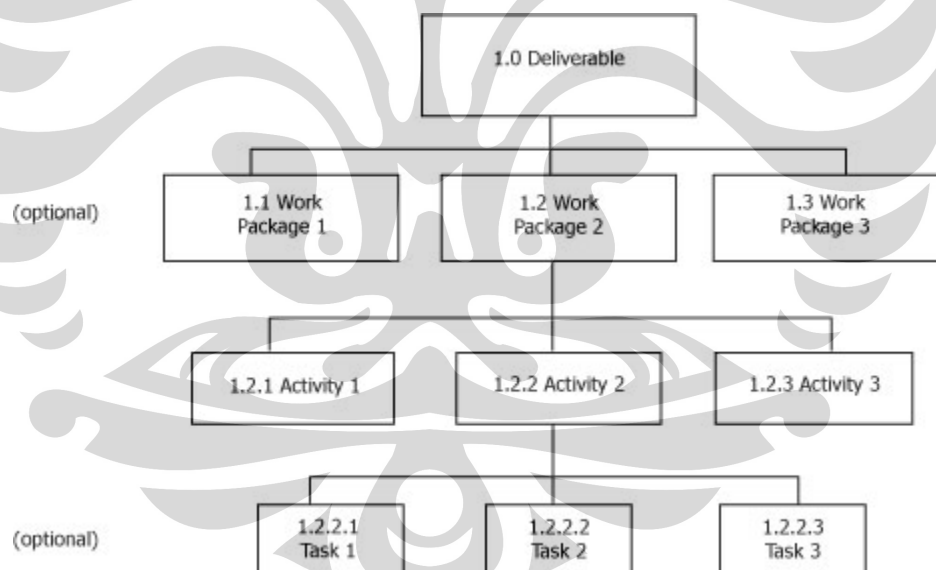 1.0 Deliverable
(optional)
1.1 Work
Package 1
1.2 Work
Package 2
1.3 Work
Package 3
1.2.1 Activity 1
1.2.2 Activity 2
1.2.3 Activity 3
(optional)
1.2.2.1
Task 1
1.2.2.2
Task 2
1.2.2.3
Task 3